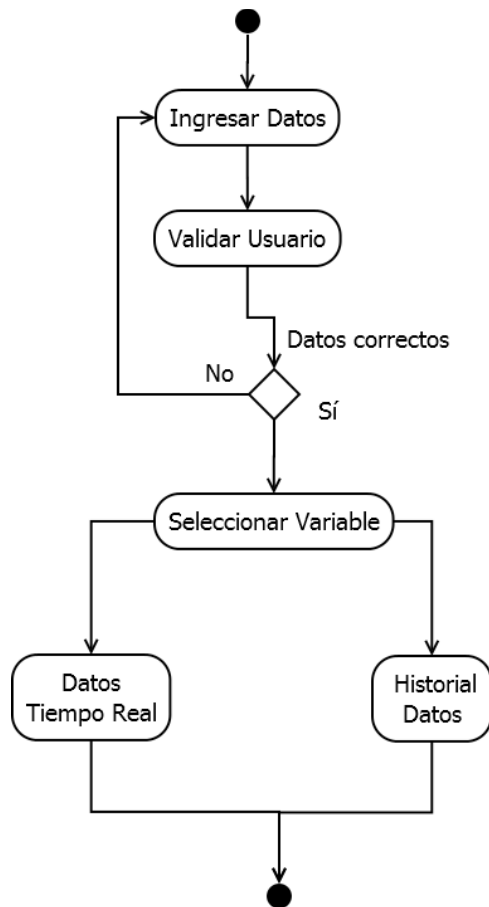 Ingresar Datos
Validar Usuario
Datos correctos
No
Sí
Seleccionar Variable
Datos
Tiempo Real
Historial
Datos